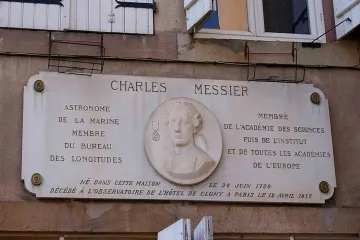 CHARLES MESSIER
ASTRONOME
DE LA MARINE
MEMBRE
DU BUREAU
DES LONGITUDES
MEMBRE
DE L'ACADÉMIE DES SCIENCES
PUIS DE L'INSTITUT
ET DE TOUTES LES ACADÉMIES
DE L'EUROPE
NÉ DANS CETTE MAISON LE 26 JUIN 1730
DÉCÉDÉ À L'OBSERVATOIRE DE L'HÔTEL DE CLUNY À PARIS LE 12 AVRIL 1817